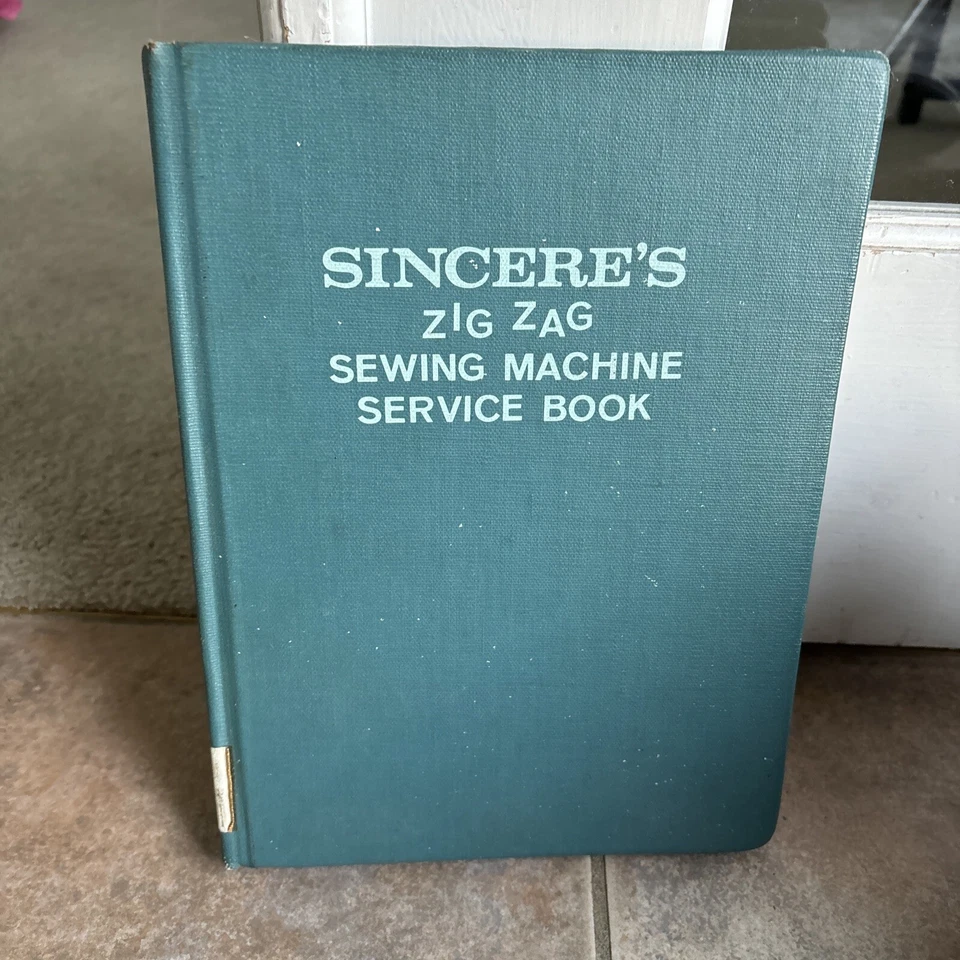 SINCERE'S
ZIG ZAG
SEWING MACHINE
SERVICE BOOK